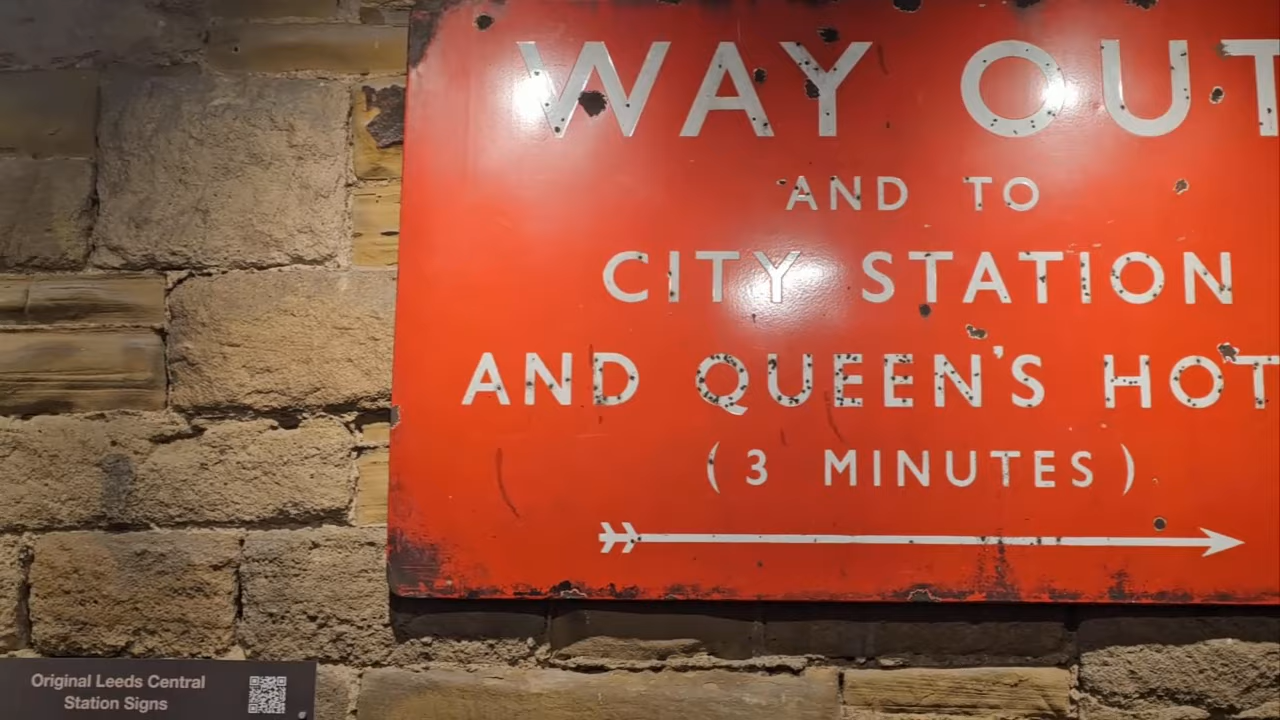 WAY OUT
AND TO
CITY STATION
AND QUEEN'S HOT
(3 MINUTES)
Original Leeds Central
Station Signs